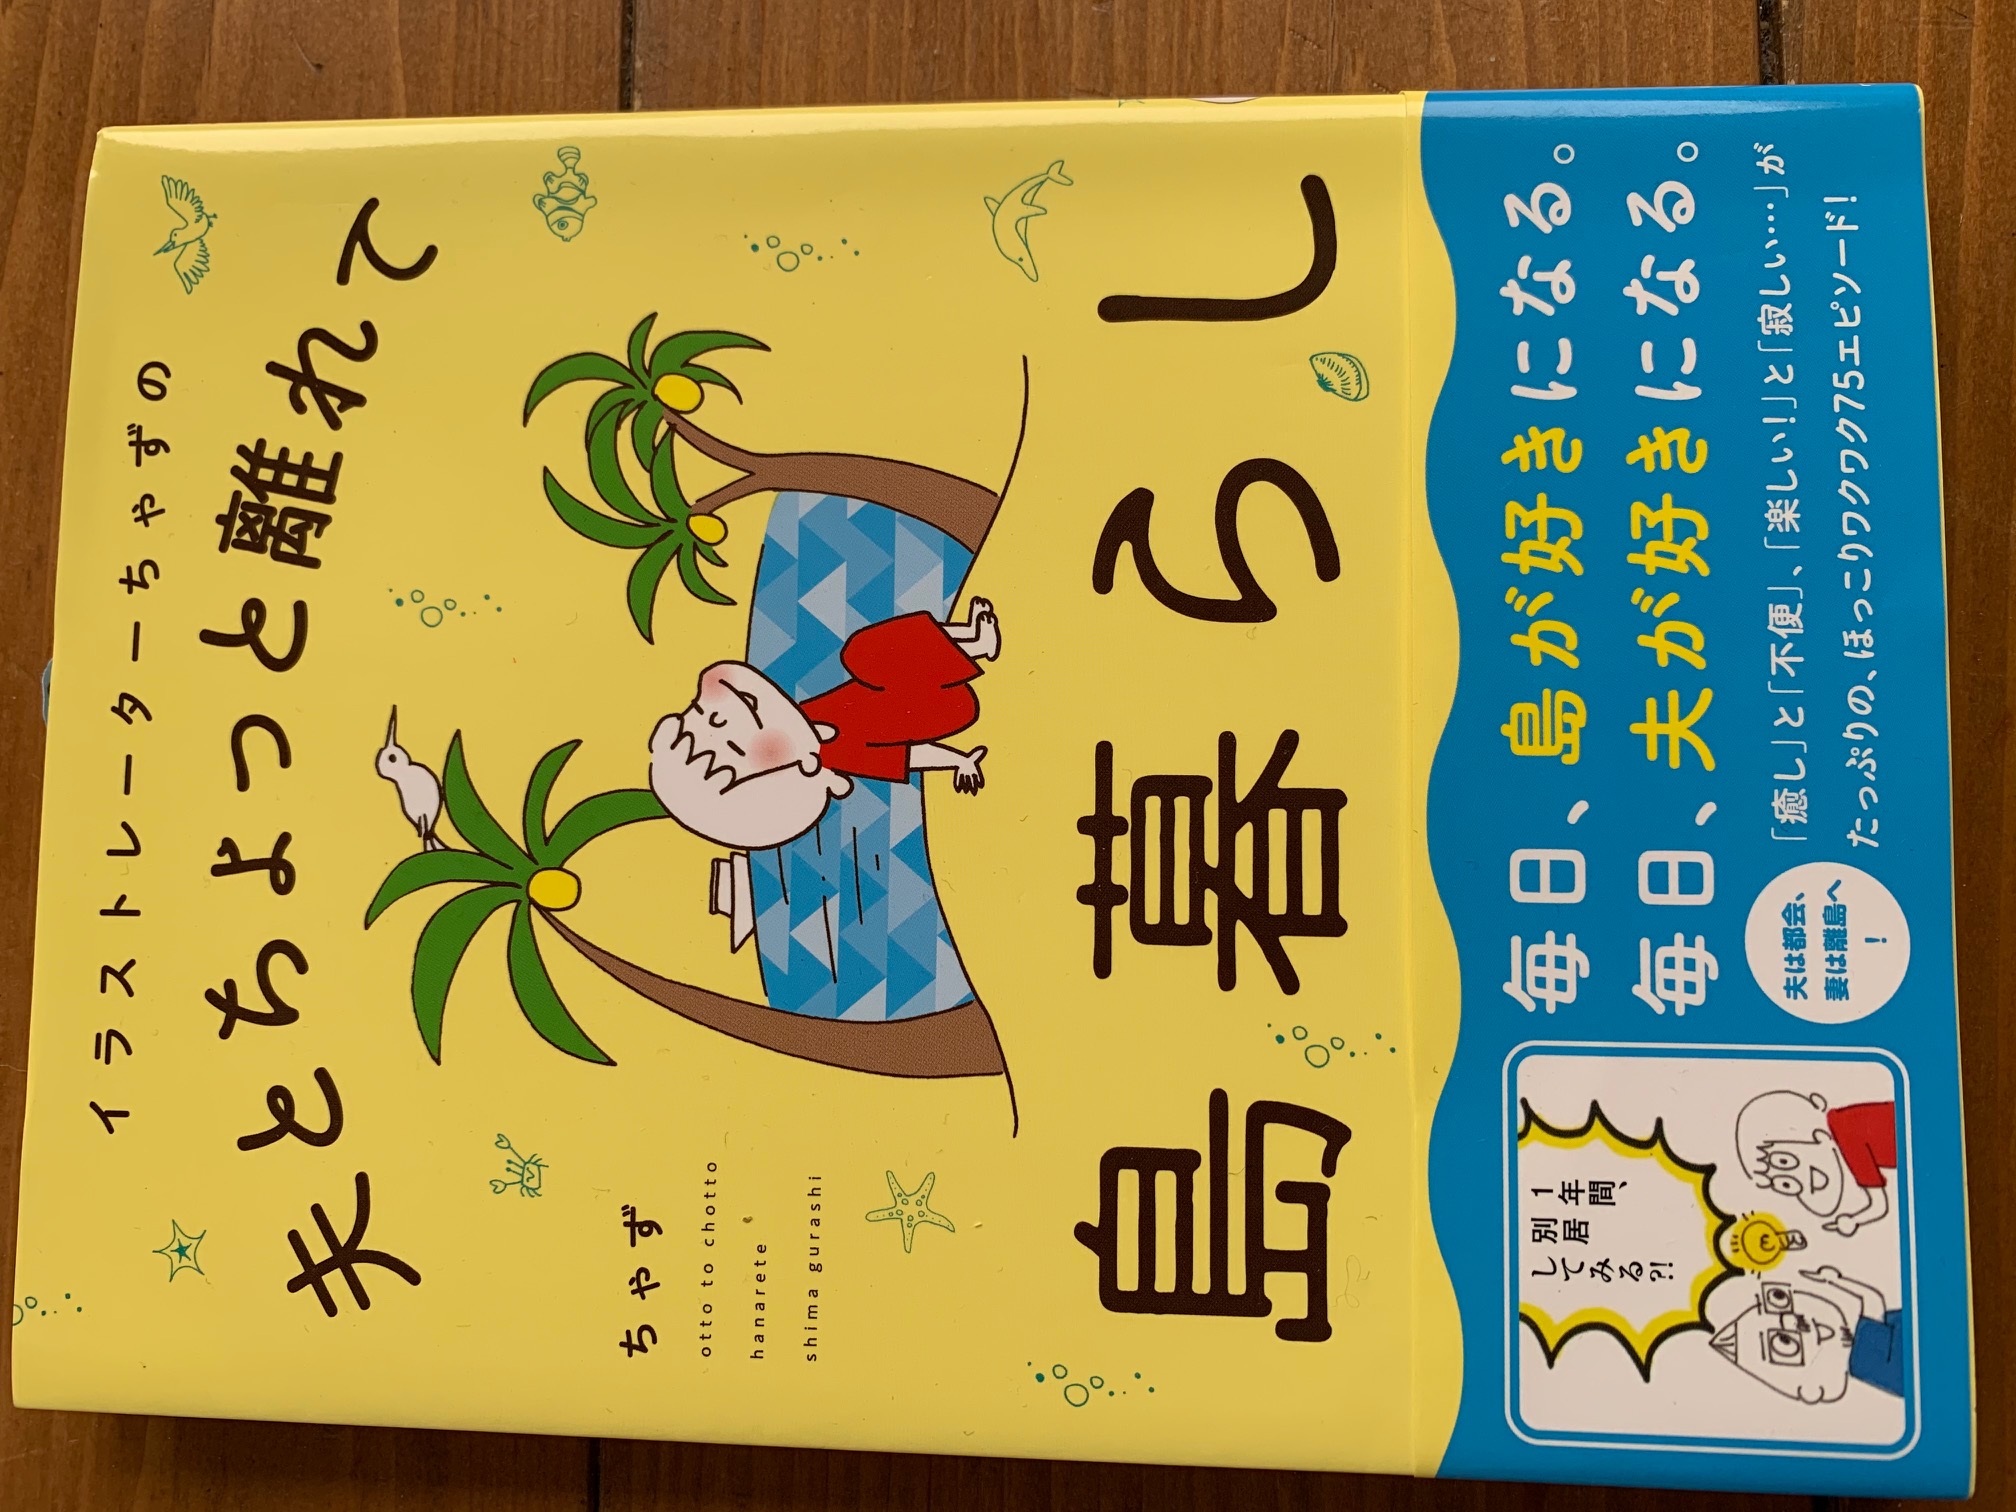 イラストレーターちゃずの
夫とちょっと離れて
島暮らし
ちゃず
otto to chotto
hanarete
shima gurashi
毎日、島が好きになる。
毎日、夫が好きになる。
夫は都会、
妻は離島へ
!
「癒し」と「不便」、「楽しい!」と「寂しい…」が
たっぷりの、ほっこりワクワク75エピソード!
1年間、
別居
してみる?!